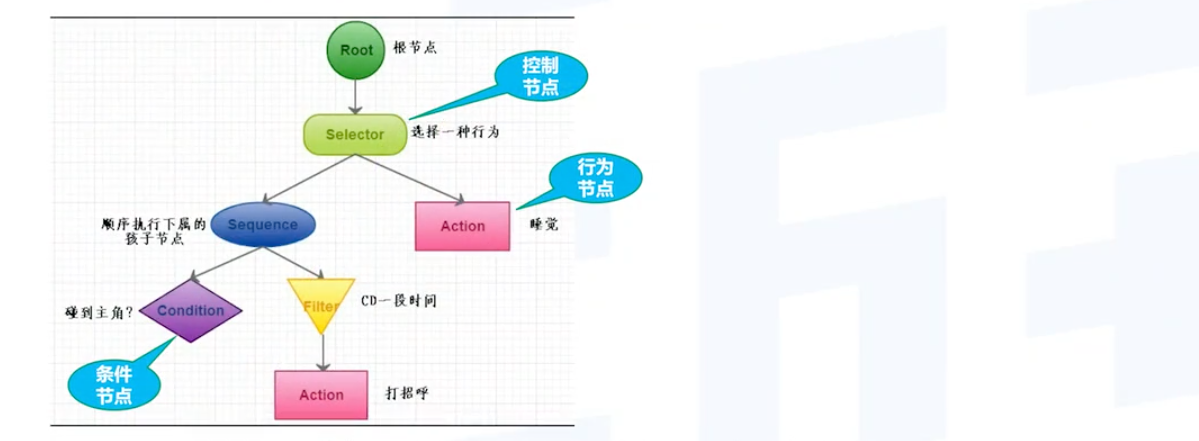 Root
根节点
控制
节点
Selector
选择一种行为
行为
节点
顺序执行下属的
孩子节点
Sequence
Action
睡觉
碰到主角?
Condition
Filter
CD一段时间
条件
节点
Action
打招呼